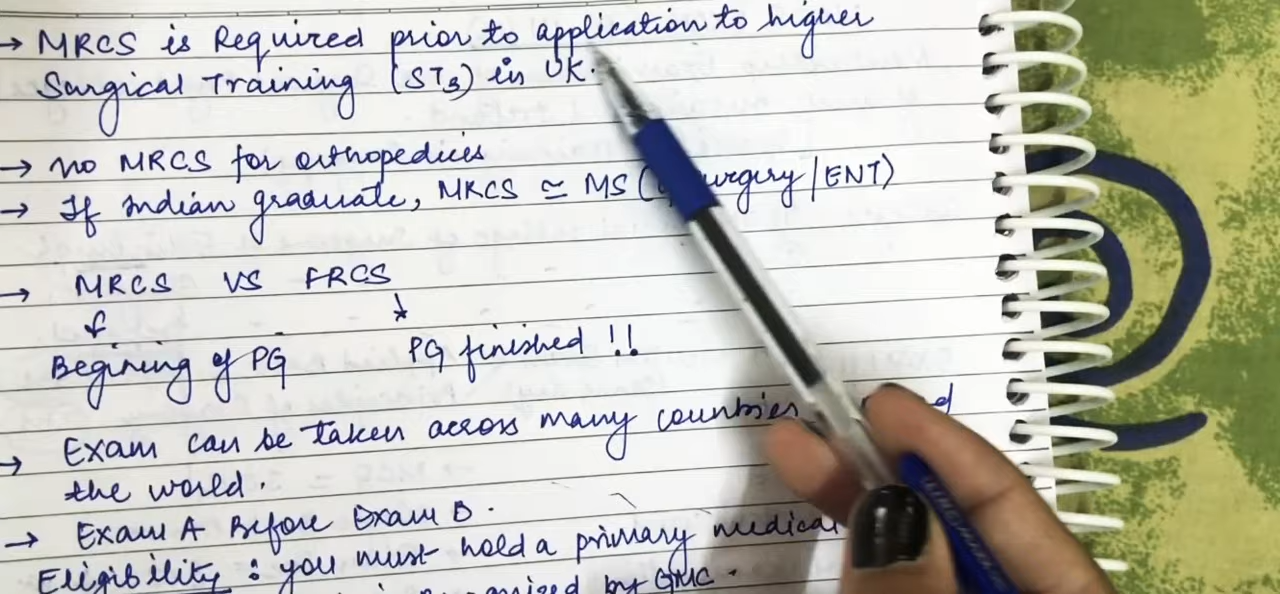 → MRCS is Required prior to application to higher
Surgical Training (ST3) in UK.
→ no MRCS for orthopedics
→ If Indian graduate, MRCS ≃ MS ( surgery/ENT)
→ MRCS VS FRCS
↓ ↓
Begining of PG PG finished !!
→ Exam can be taken across many countries
the world.
→ Exam A Before Exam B.
Eligibility : you must hold a primary medical
by GMC.